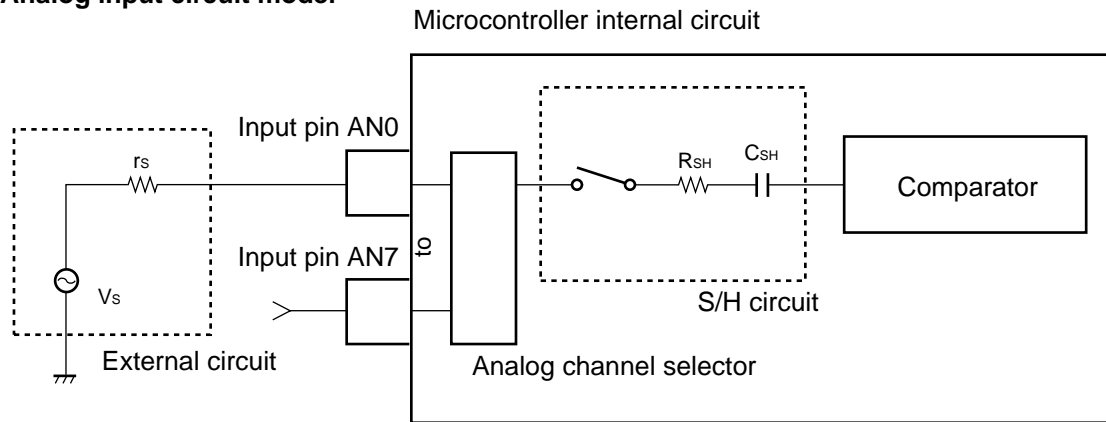 Analog input circuit model
Microcontroller internal circuit
Input pin AN0
rS
RSH
CSH
Comparator
to
Input pin AN7
VS
S/H circuit
External circuit
Analog channel selector